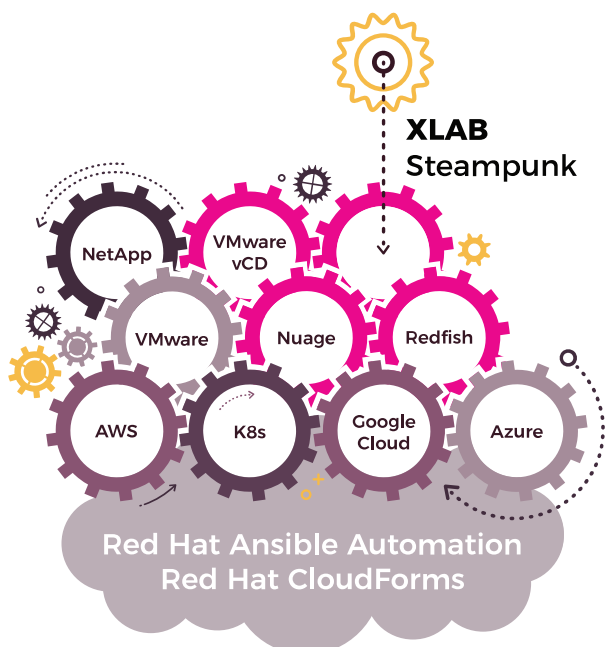 XLAB
Steampunk
NetApp
VMware
vCD
VMware
Nuage
Redfish
AWS
K8s
Google
Cloud
Azure
Red Hat Ansible Automation
Red Hat CloudForms